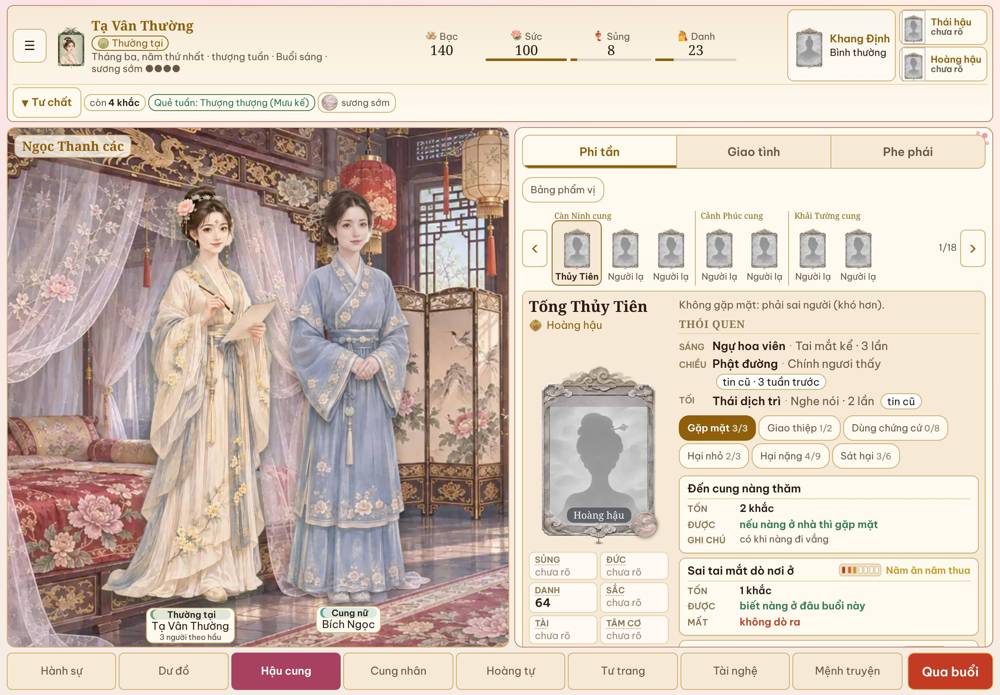 Tạ Vân Thường
Thường tại
Tháng ba, năm thứ nhất · thượng tuần · Buổi sáng ·
sương sớm
Bạc
140
Sức
100
Sủng
8
Danh
23
Khang Định
Bình thường
Thái hậu
chưa rõ
Hoàng hậu
chưa rõ
▾ Tư chất
còn 4 khắc
Quẻ tuần: Thượng thượng (Mưu kế)
sương sớm
Ngọc Thanh các
Thường tại
Tạ Vân Thường
3 người theo hầu
Cung nữ
Bích Ngọc
Phi tần
Giao tình
Phe phái
Bảng phẩm vị
Càn Ninh cung
Cảnh Phúc cung
Khải Tường cung
Thủy Tiên
Người lạ
Người lạ
Người lạ
Người lạ
Người lạ
Người lạ
1/18
Tống Thủy Tiên
Hoàng hậu
Hoàng hậu
SỦNG
chưa rõ
ĐỨC
chưa rõ
DANH
64
SẮC
chưa rõ
TÀI
chưa rõ
TÂM CƠ
chưa rõ
Không gặp mặt: phải sai người (khó hơn).
THÓI QUEN
SÁNG Ngự hoa viên · Tai mắt kể · 3 lần
CHIỀU Phật đường · Chính ngươi thấy
tin cũ · 3 tuần trước
TỐI Thái dịch trì · Nghe nói · 2 lần tin cũ
Gặp mặt 3/3
Giao thiệp 1/2
Dùng chứng cứ 0/8
Hại nhỏ 2/3
Hại nặng 4/9
Sát hại 3/6
Đến cung nàng thăm
TỐN 2 khắc
ĐƯỢC nếu nàng ở nhà thì gặp mặt
GHI CHÚ có khi nàng đi vắng
Sai tai mắt dò nơi ở
Năm ăn năm thua
TỐN 1 khắc
ĐƯỢC biết nàng ở đâu buổi này
MẤT không dò ra
Hành sự
Dư đồ
Hậu cung
Cung nhân
Hoàng tự
Tư trang
Tài nghệ
Mệnh truyện
Qua buổi